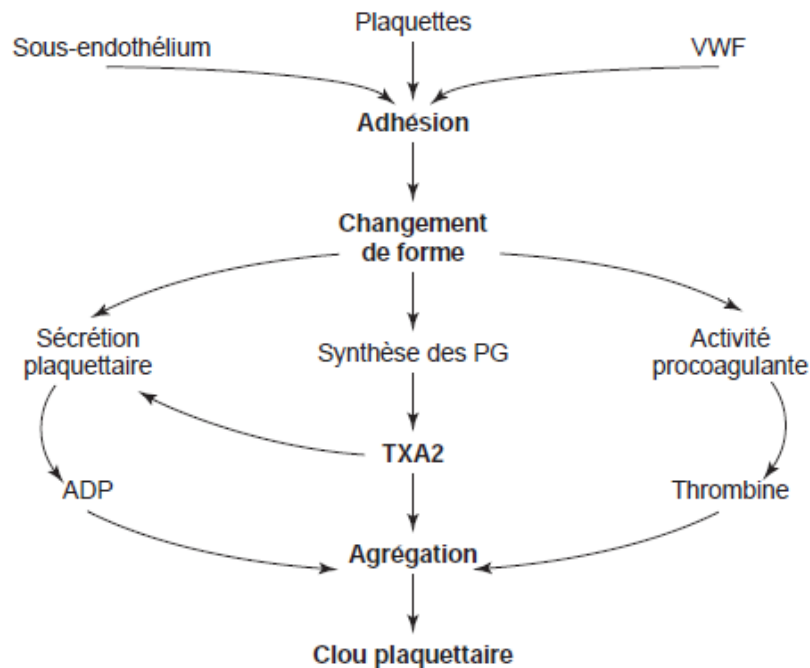 Plaquettes
Sous-endothélium
VWF
Adhésion
Changement
de forme
Sécrétion
plaquettaire
Synthèse des PG
Activité
procoagulante
TXA2
ADP
Thrombine
Agrégation
Clou plaquettaire